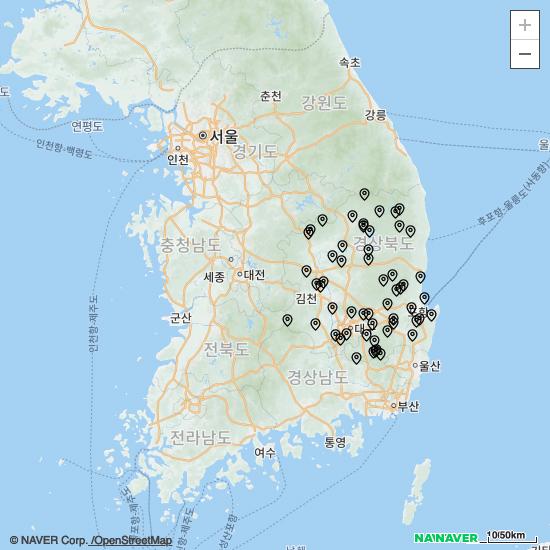 +
−
속초
춘천
강원도
강릉
연평도
서울
인천
경기도
인천항-백령도
후포항-울릉도(사동항)
충청남도
경상북도
세종
대전
김천
군산
인천항-제주도
전북도
경상남도
울산
부산
전라남도
여수
통영
© NAVER Corp. /OpenStreetMap
NAVER
10/50km